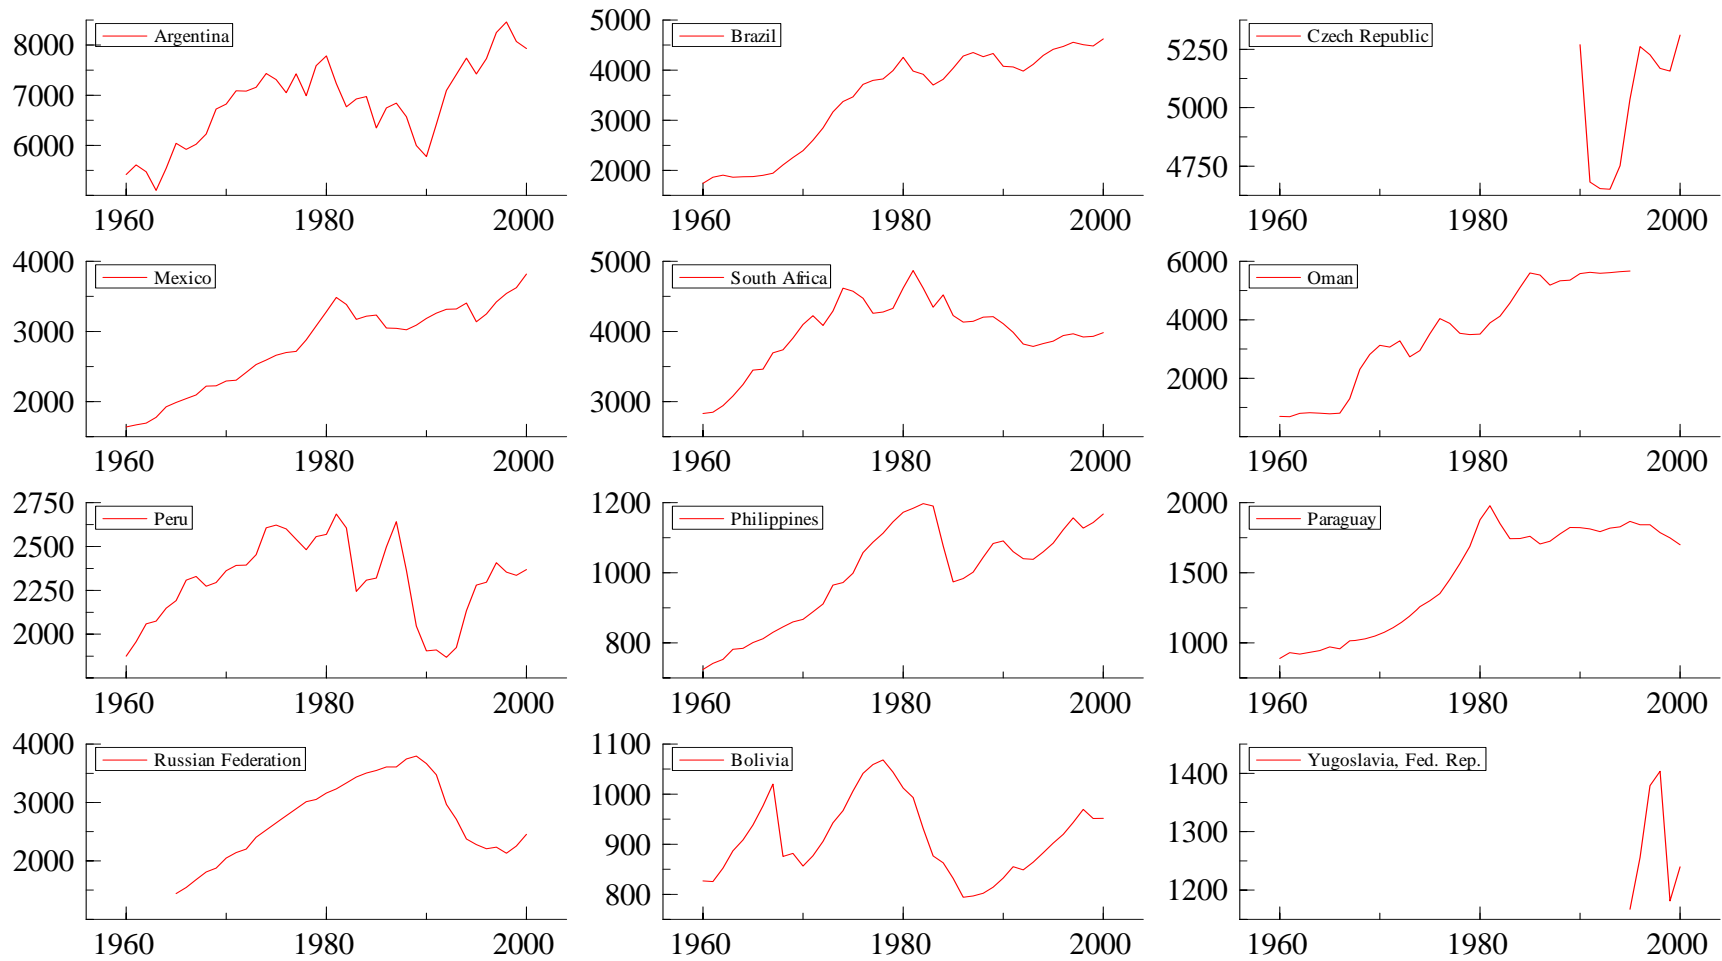 Argentina
8000
7000
6000
1960 1980 2000
Brazil
5000
4000
3000
2000
1960 1980 2000
Czech Republic
5250
5000
4750
1960 1980 2000
Mexico
4000
3000
2000
1960 1980 2000
South Africa
5000
4000
3000
1960 1980 2000
Oman
6000
4000
2000
1960 1980 2000
Peru
2750
2500
2250
2000
1960 1980 2000
Philippines
1200
1000
800
1960 1980 2000
Paraguay
2000
1500
1000
1960 1980 2000
Russian Federation
4000
3000
2000
1960 1980 2000
Bolivia
1100
1000
900
800
1960 1980 2000
Yugoslavia, Fed. Rep.
1400
1300
1200
1960 1980 2000